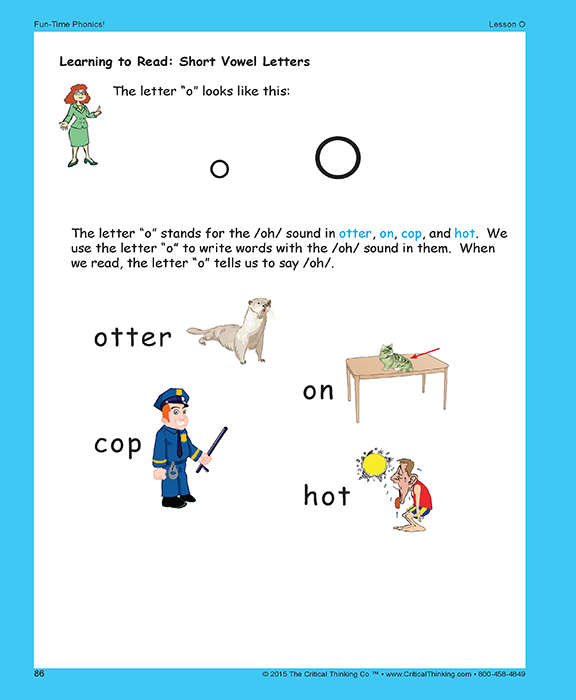 Fun-Time Phonics! Lesson O
Learning to Read: Short Vowel Letters
The letter “o” looks like this:
o O
The letter “o” stands for the /oh/ sound in otter, on, cop, and hot. We
use the letter “o” to write words with the /oh/ sound in them. When
we read, the letter “o” tells us to say /oh/.
otter
on
cop
hot
86 © 2015 The Critical Thinking Co.™ • www.CriticalThinking.com • 800-458-4849